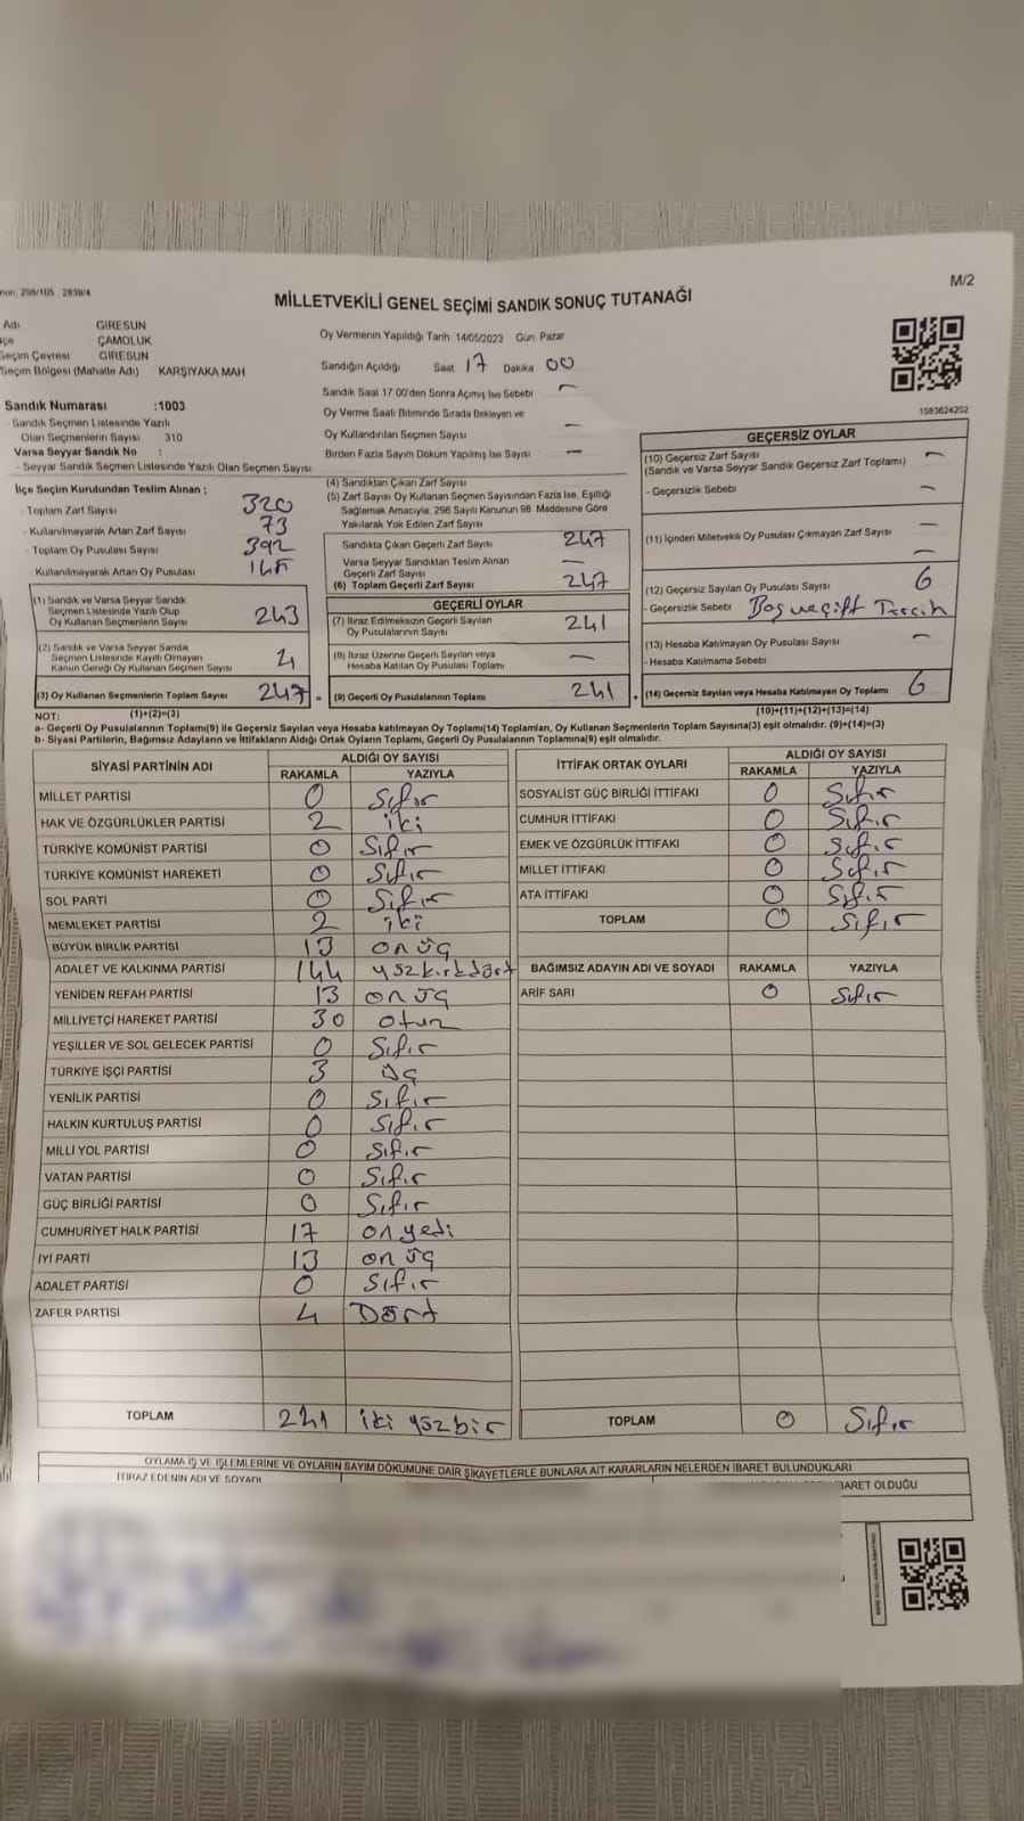 M/2
MİLLETVEKİLİ GENEL SEÇİMİ SANDIK SONUÇ TUTANAĞI
Adı GİRESUN
ÇAMOLUK
Seçim Çevresi GİRESUN
Seçim Bölgesi (Mahalle Adı) KARŞIYAKA MAH
Sandık Numarası :1003
Sandık Seçmen Listesinde Yazılı
Olan Seçmenlerin Sayısı 310
Varsa Seyyar Sandık No :
- Seyyar Sandık Seçmen Listesinde Yazılı Olan Seçmen Sayısı
Oy Vermenin Yapıldığı Tarih 14/05/2023 Gün Pazar
Sandığın Açıldığı Saat 17 Dakika 00
Sandık Saat 17:00'den Sonra Açmış İse Sebebi —
Oy Verme Saati Bitiminde Sırada Bekleyen ve
Oy Kullandırılan Seçmen Sayısı —
Birden Fazla Sayım Döküm Yapılmış İse Sayısı —
1583624202
İlçe Seçim Kurulundan Teslim Alınan :
- Toplam Zarf Sayısı 320
- Kullanılmayarak Artan Zarf Sayısı 73
- Toplam Oy Pusulası Sayısı 392
Kullanılmayarak Artan Oy Pusulası
(1) Sandık ve Varsa Seyyar Sandık
Seçmen Listesinde Yazılı Olup
Oy Kullanan Seçmenlerin Sayısı 243
(2) Sandık ve Varsa Seyyar Sandık
Seçmen Listesinde Kayıtlı Olmayan
Kanun Gereği Oy Kullanan Seçmen Sayısı 4
(3) Oy Kullanan Seçmenlerin Toplam Sayısı 247
(1)+(2)=(3)
(4) Sandıktan Çıkan Zarf Sayısı
(5) Zarf Sayısı Oy Kullanan Seçmen Sayısından Fazla İse, Eşitliği
Sağlamak Amacıyla, 298 Sayılı Kanunun 98. Maddesine Göre
Yakılarak Yok Edilen Zarf Sayısı
Sandıkta Çıkan Geçerli Zarf Sayısı 247
Varsa Seyyar Sandıktan Teslim Alınan
Geçerli Zarf Sayısı —
(6) Toplam Geçerli Zarf Sayısı 247
GEÇERLİ OYLAR
(7) İtiraz Edilmeksizin Geçerli Sayılan
Oy Pusulalarının Sayısı 241
(8) İtiraz Üzerine Geçerli Sayılan veya
Hesaba Katılan Oy Pusulası Toplamı —
(9) Geçerli Oy Pusulalarının Toplamı 241
GEÇERSİZ OYLAR
(10) Geçersiz Zarf Sayısı —
(Sandık ve Varsa Seyyar Sandık Geçersiz Zarf Toplamı)
- Geçersizlik Sebebi —
(11) İçinden Milletvekili Oy Pusulası Çıkmayan Zarf Sayısı —
(12) Geçersiz Sayılan Oy Pusulası Sayısı 6
- Geçersizlik Sebebi Boş ve Çift Tercih
(13) Hesaba Katılmayan Oy Pusulası Sayısı —
- Hesaba Katılmama Sebebi
(14) Geçersiz Sayılan veya Hesaba Katılmayan Oy Toplamı 6
(10)+(11)+(12)+(13)=(14)
NOT:
a- Geçerli Oy Pusulalarının Toplamı(9) ile Geçersiz Sayılan veya Hesaba katılmayan Oy Toplamı(14) Toplamları, Oy Kullanan Seçmenlerin Toplam Sayısına(3) eşit olmalıdır. (9)+(14)=(3)
b- Siyasi Partilerin, Bağımsız Adayların ve İttifakların Aldığı Ortak Oyların Toplamı, Geçerli Oy Pusulalarının Toplamına(9) eşit olmalıdır.
SİYASİ PARTİNİN ADI ALDIĞI OY SAYISI
RAKAMLA YAZIYLA
MİLLET PARTİSİ 0 Sıfır
HAK VE ÖZGÜRLÜKLER PARTİSİ 2 iki
TÜRKİYE KOMÜNİST PARTİSİ 0 Sıfır
TÜRKİYE KOMÜNİST HAREKETİ 0 Sıfır
SOL PARTİ 0 Sıfır
MEMLEKET PARTİSİ 2 iki
BÜYÜK BİRLİK PARTİSİ 13 on üç
ADALET VE KALKINMA PARTİSİ 144 yüzkırkdört
YENİDEN REFAH PARTİSİ 13 on üç
MİLLİYETÇİ HAREKET PARTİSİ 30 otuz
YEŞİLLER VE SOL GELECEK PARTİSİ 0 Sıfır
TÜRKİYE İŞÇİ PARTİSİ 3 üç
YENİLİK PARTİSİ 0 Sıfır
HALKIN KURTULUŞ PARTİSİ 0 Sıfır
MİLLİ YOL PARTİSİ 0 Sıfır
VATAN PARTİSİ 0 Sıfır
GÜÇ BİRLİĞİ PARTİSİ 0 Sıfır
CUMHURİYET HALK PARTİSİ 17 on yedi
İYİ PARTİ 13 on üç
ADALET PARTİSİ 0 Sıfır
ZAFER PARTİSİ 4 Dört
TOPLAM 241 iki yüz bir
İTTİFAK ORTAK OYLARI ALDIĞI OY SAYISI
RAKAMLA YAZIYLA
SOSYALİST GÜÇ BİRLİĞİ İTTİFAKI 0 Sıfır
CUMHUR İTTİFAKI 0 Sıfır
EMEK VE ÖZGÜRLÜK İTTİFAKI 0 Sıfır
MİLLET İTTİFAKI 0 Sıfır
ATA İTTİFAKI 0 Sıfır
TOPLAM 0 Sıfır
BAĞIMSIZ ADAYIN ADI VE SOYADI RAKAMLA YAZIYLA
ARİF SARI 0 Sıfır
TOPLAM 0 Sıfır
OYLAMA İŞ VE İŞLEMLERİNE VE OYLARIN SAYIM DÖKÜMÜNE DAİR ŞİKAYETLERLE BUNLARA AİT KARARLARIN NELERDEN İBARET BULUNDUKLARI
İTİRAZ EDENİN ADI VE SOYADI
İBARET OLDUĞU